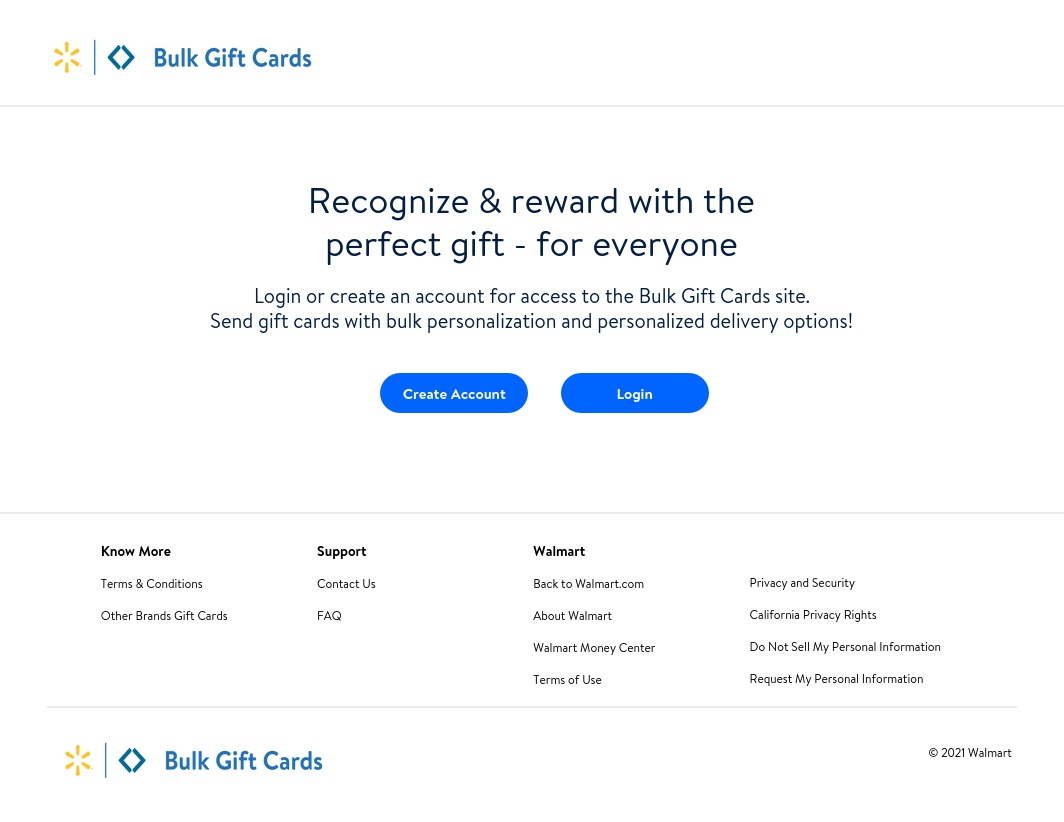 Bulk Gift Cards
Recognize & reward with the
perfect gift - for everyone
Login or create an account for access to the Bulk Gift Cards site.
Send gift cards with bulk personalization and personalized delivery options!
Create Account
Login
Know More
Terms & Conditions
Other Brands Gift Cards
Support
Contact Us
FAQ
Walmart
Back to Walmart.com
About Walmart
Walmart Money Center
Terms of Use
Privacy and Security
California Privacy Rights
Do Not Sell My Personal Information
Request My Personal Information
Bulk Gift Cards
© 2021 Walmart